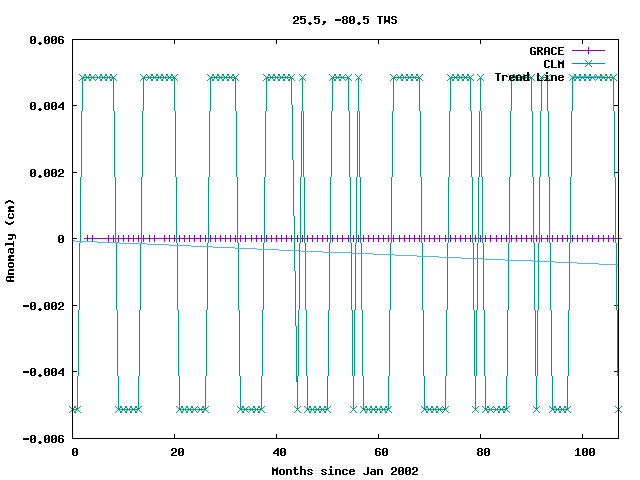 25.5, -80.5 TWS
0.006
0.004
0.002
0
-0.002
-0.004
-0.006
Anomaly (cm)
GRACE
CLM
Trend Line
0 20 40 60 80 100
Months since Jan 2002